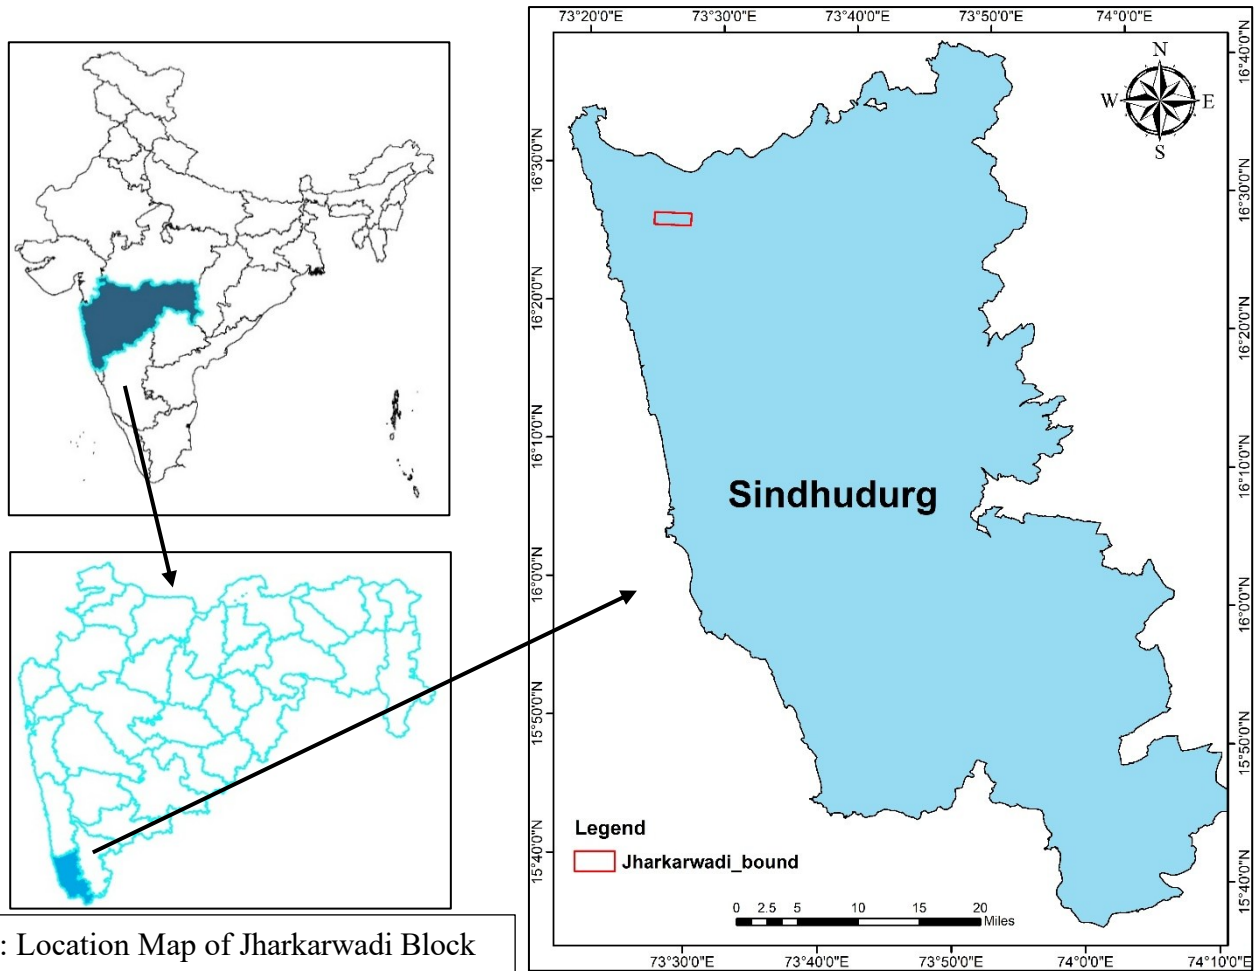 73°20'0"E 73°30'0"E 73°40'0"E 73°50'0"E 74°0'0"E
N
W E
S
16°40'0"N
16°30'0"N
16°20'0"N
16°10'0"N
16°0'0"N
15°50'0"N
15°40'0"N
16°30'0"N
16°20'0"N
16°10'0"N
16°0'0"N
15°50'0"N
15°40'0"N
Sindhudurg
Legend
Jharkarwadi_bound
0 2.5 5 10 15 20
Miles
73°30'0"E 73°40'0"E 73°50'0"E 74°0'0"E 74°10'0"E
: Location Map of Jharkarwadi Block